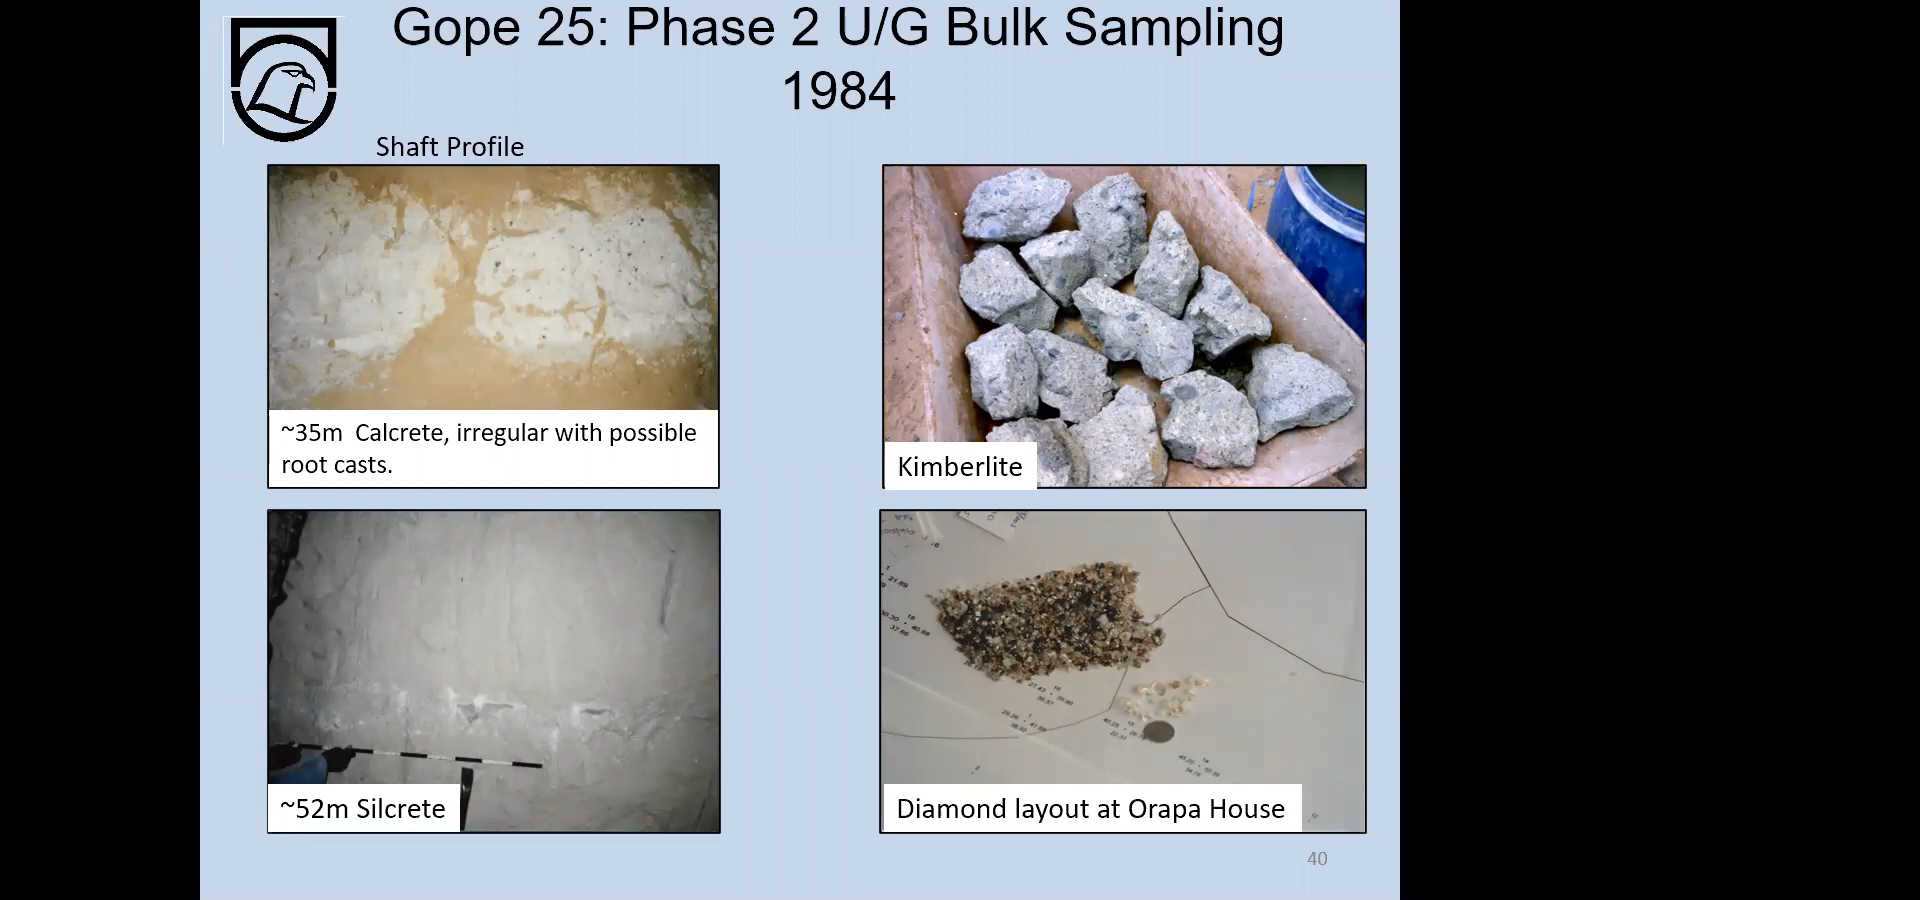 Gope 25: Phase 2 U/G Bulk Sampling
1984
Shaft Profile
~35m  Calcrete, irregular with possible
root casts.
Kimberlite
~52m Silcrete
Diamond layout at Orapa House
40